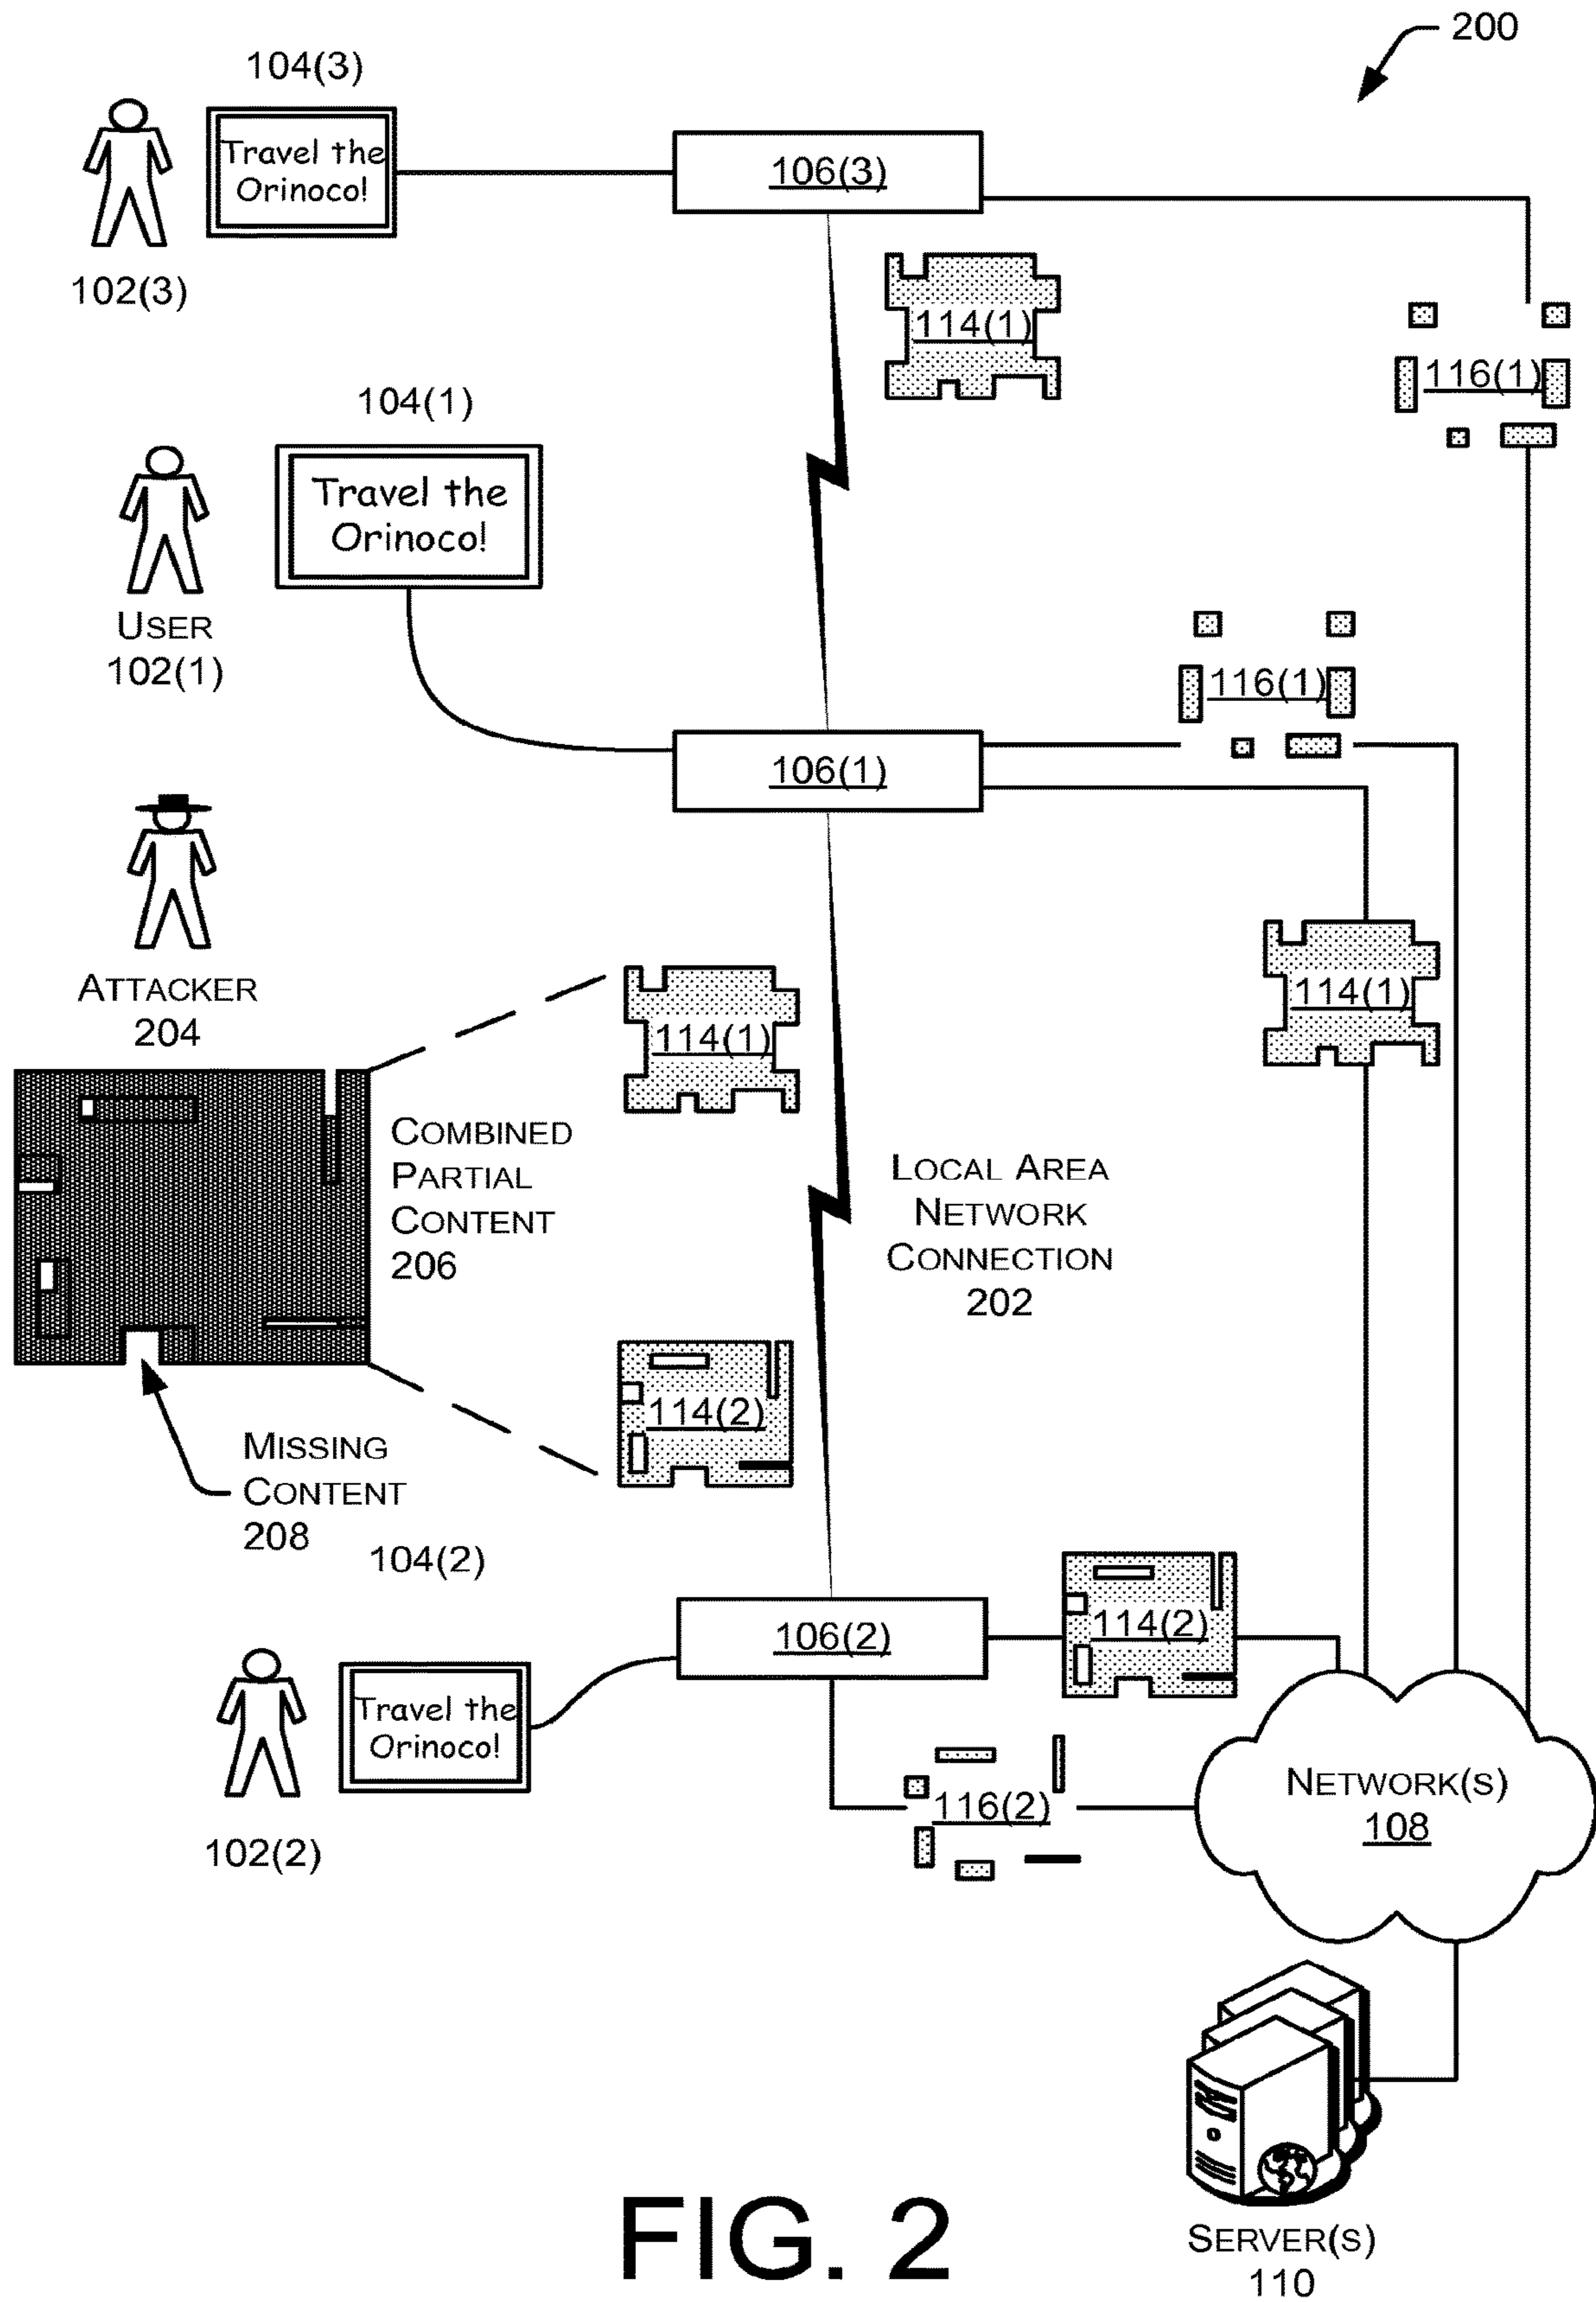 200
104(3)
Travel the
Orinoco!
106(3)
102(3)
114(1)
116(1)
104(1)
Travel the
Orinoco!
USER
102(1)
116(1)
106(1)
ATTACKER
204
114(1)
114(1)
COMBINED
PARTIAL
CONTENT
206
LOCAL AREA
NETWORK
CONNECTION
202
114(2)
MISSING
CONTENT
208
104(2)
106(2)
114(2)
Travel the
Orinoco!
102(2)
116(2)
NETWORK(S)
108
SERVER(S)
110
FIG. 2